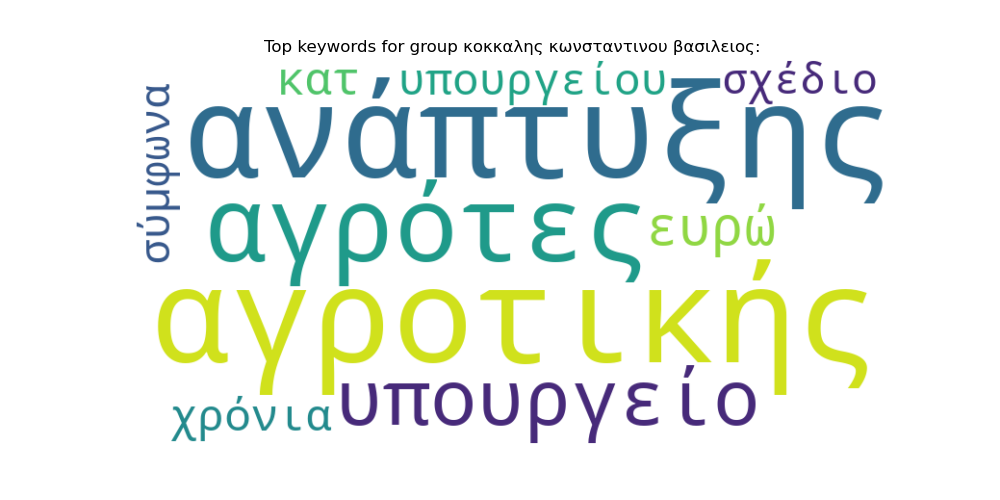 Top keywords for group κοκκαλης κωνσταντινου βασιλειος:
κατ υπουργείου σχέδιο
σύμφωνα
ανάπτυξης
αγρότες ευρώ
αγροτικής
υπουργείο
χρόνια